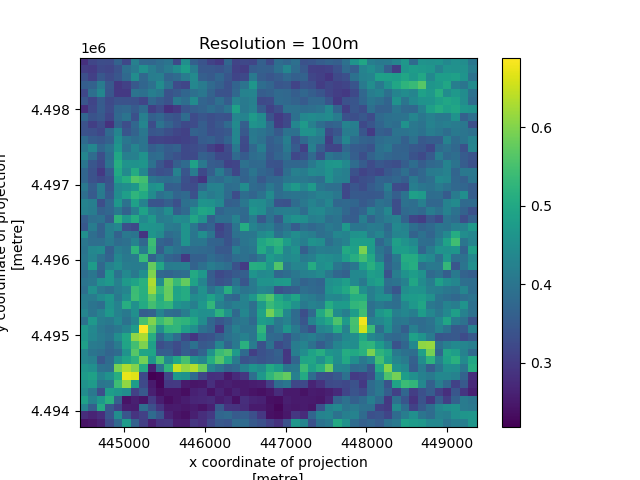 Resolution = 100m
1e6
4.498
4.497
4.496
4.495
4.494
y coordinate of projection
[metre]
445000 446000 447000 448000 449000
x coordinate of projection
[metre]
0.6
0.5
0.4
0.3